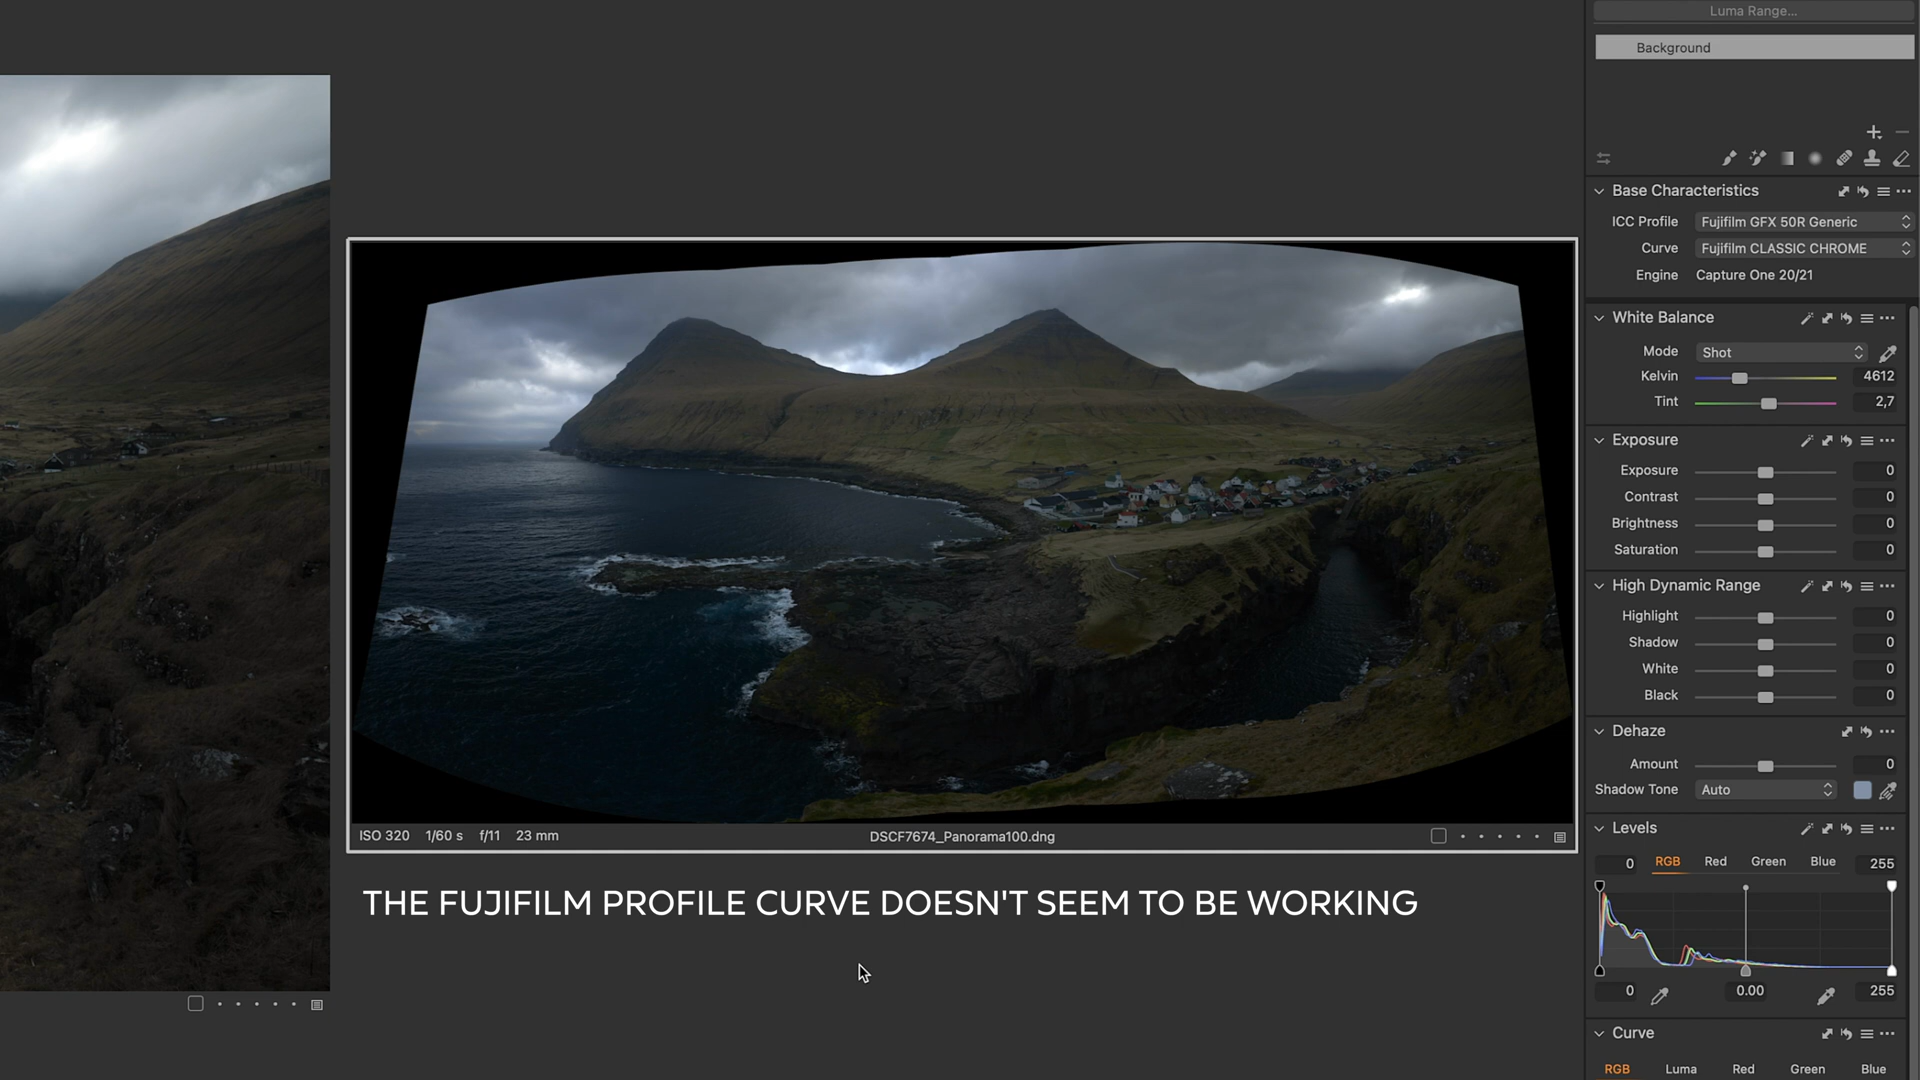 Luma Range...
Background
Base Characteristics
ICC Profile Fujifilm GFX 50R Generic
Curve Fujifilm CLASSIC CHROME
Engine Capture One 20/21
White Balance
Mode Shot
Kelvin 4612
Tint 2,7
Exposure
Exposure 0
Contrast 0
Brightness 0
Saturation 0
High Dynamic Range
Highlight 0
Shadow 0
White 0
Black 0
Dehaze
Amount 0
Shadow Tone Auto
Levels
0 RGB Red Green Blue 255
0 0.00 255
Curve
RGB Luma Red Green Blue
ISO 320 1/60 s f/11 23 mm DSCF7674_Panorama100.dng
THE FUJIFILM PROFILE CURVE DOESN'T SEEM TO BE WORKING